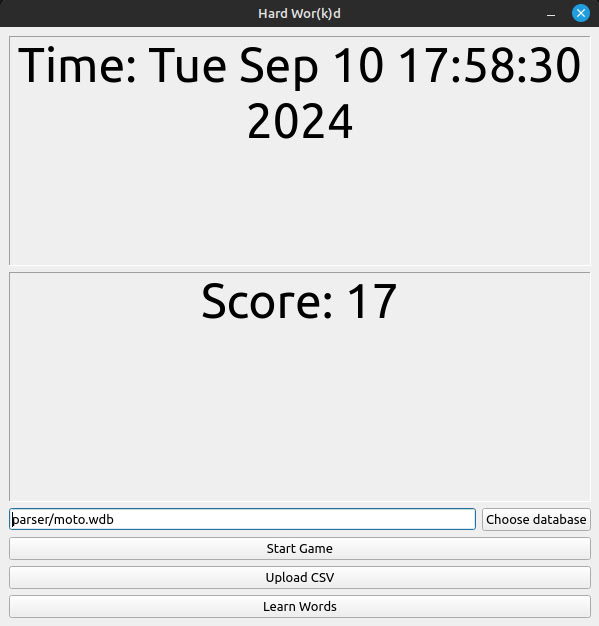 Hard Wor(k)d
Time: Tue Sep 10 17:58:30
2024
Score: 17
parser/moto.wdb
Choose database
Start Game
Upload CSV
Learn Words